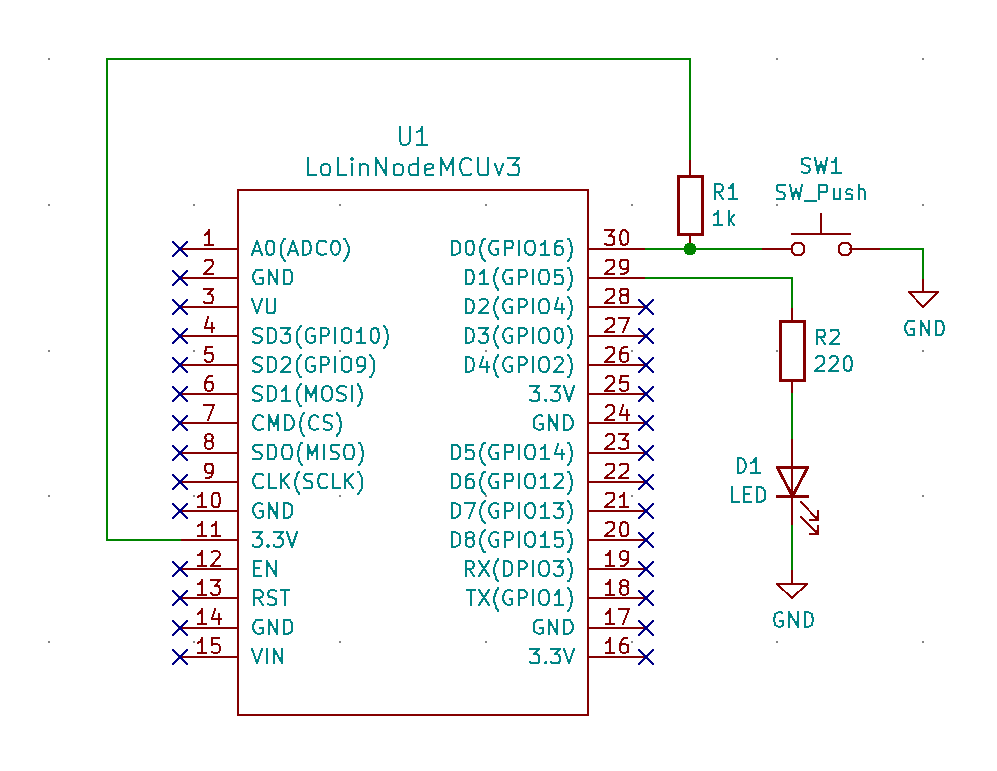 U1
LoLinNodeMCUv3
R1
1k
SW1
SW_Push
1 A0(ADC0) D0(GPIO16) 30
2 GND D1(GPIO5) 29
3 VU D2(GPIO4) 28
4 SD3(GPIO10) D3(GPIO0) 27
5 SD2(GPIO9) D4(GPIO2) 26
6 SD1(MOSI) 3.3V 25
7 CMD(CS) GND 24
8 SDO(MISO) D5(GPIO14) 23
9 CLK(SCLK) D6(GPIO12) 22
10 GND D7(GPIO13) 21
11 3.3V D8(GPIO15) 20
12 EN RX(DPIO3) 19
13 RST TX(GPIO1) 18
14 GND GND 17
15 VIN 3.3V 16
GND
R2
220
D1
LED
GND